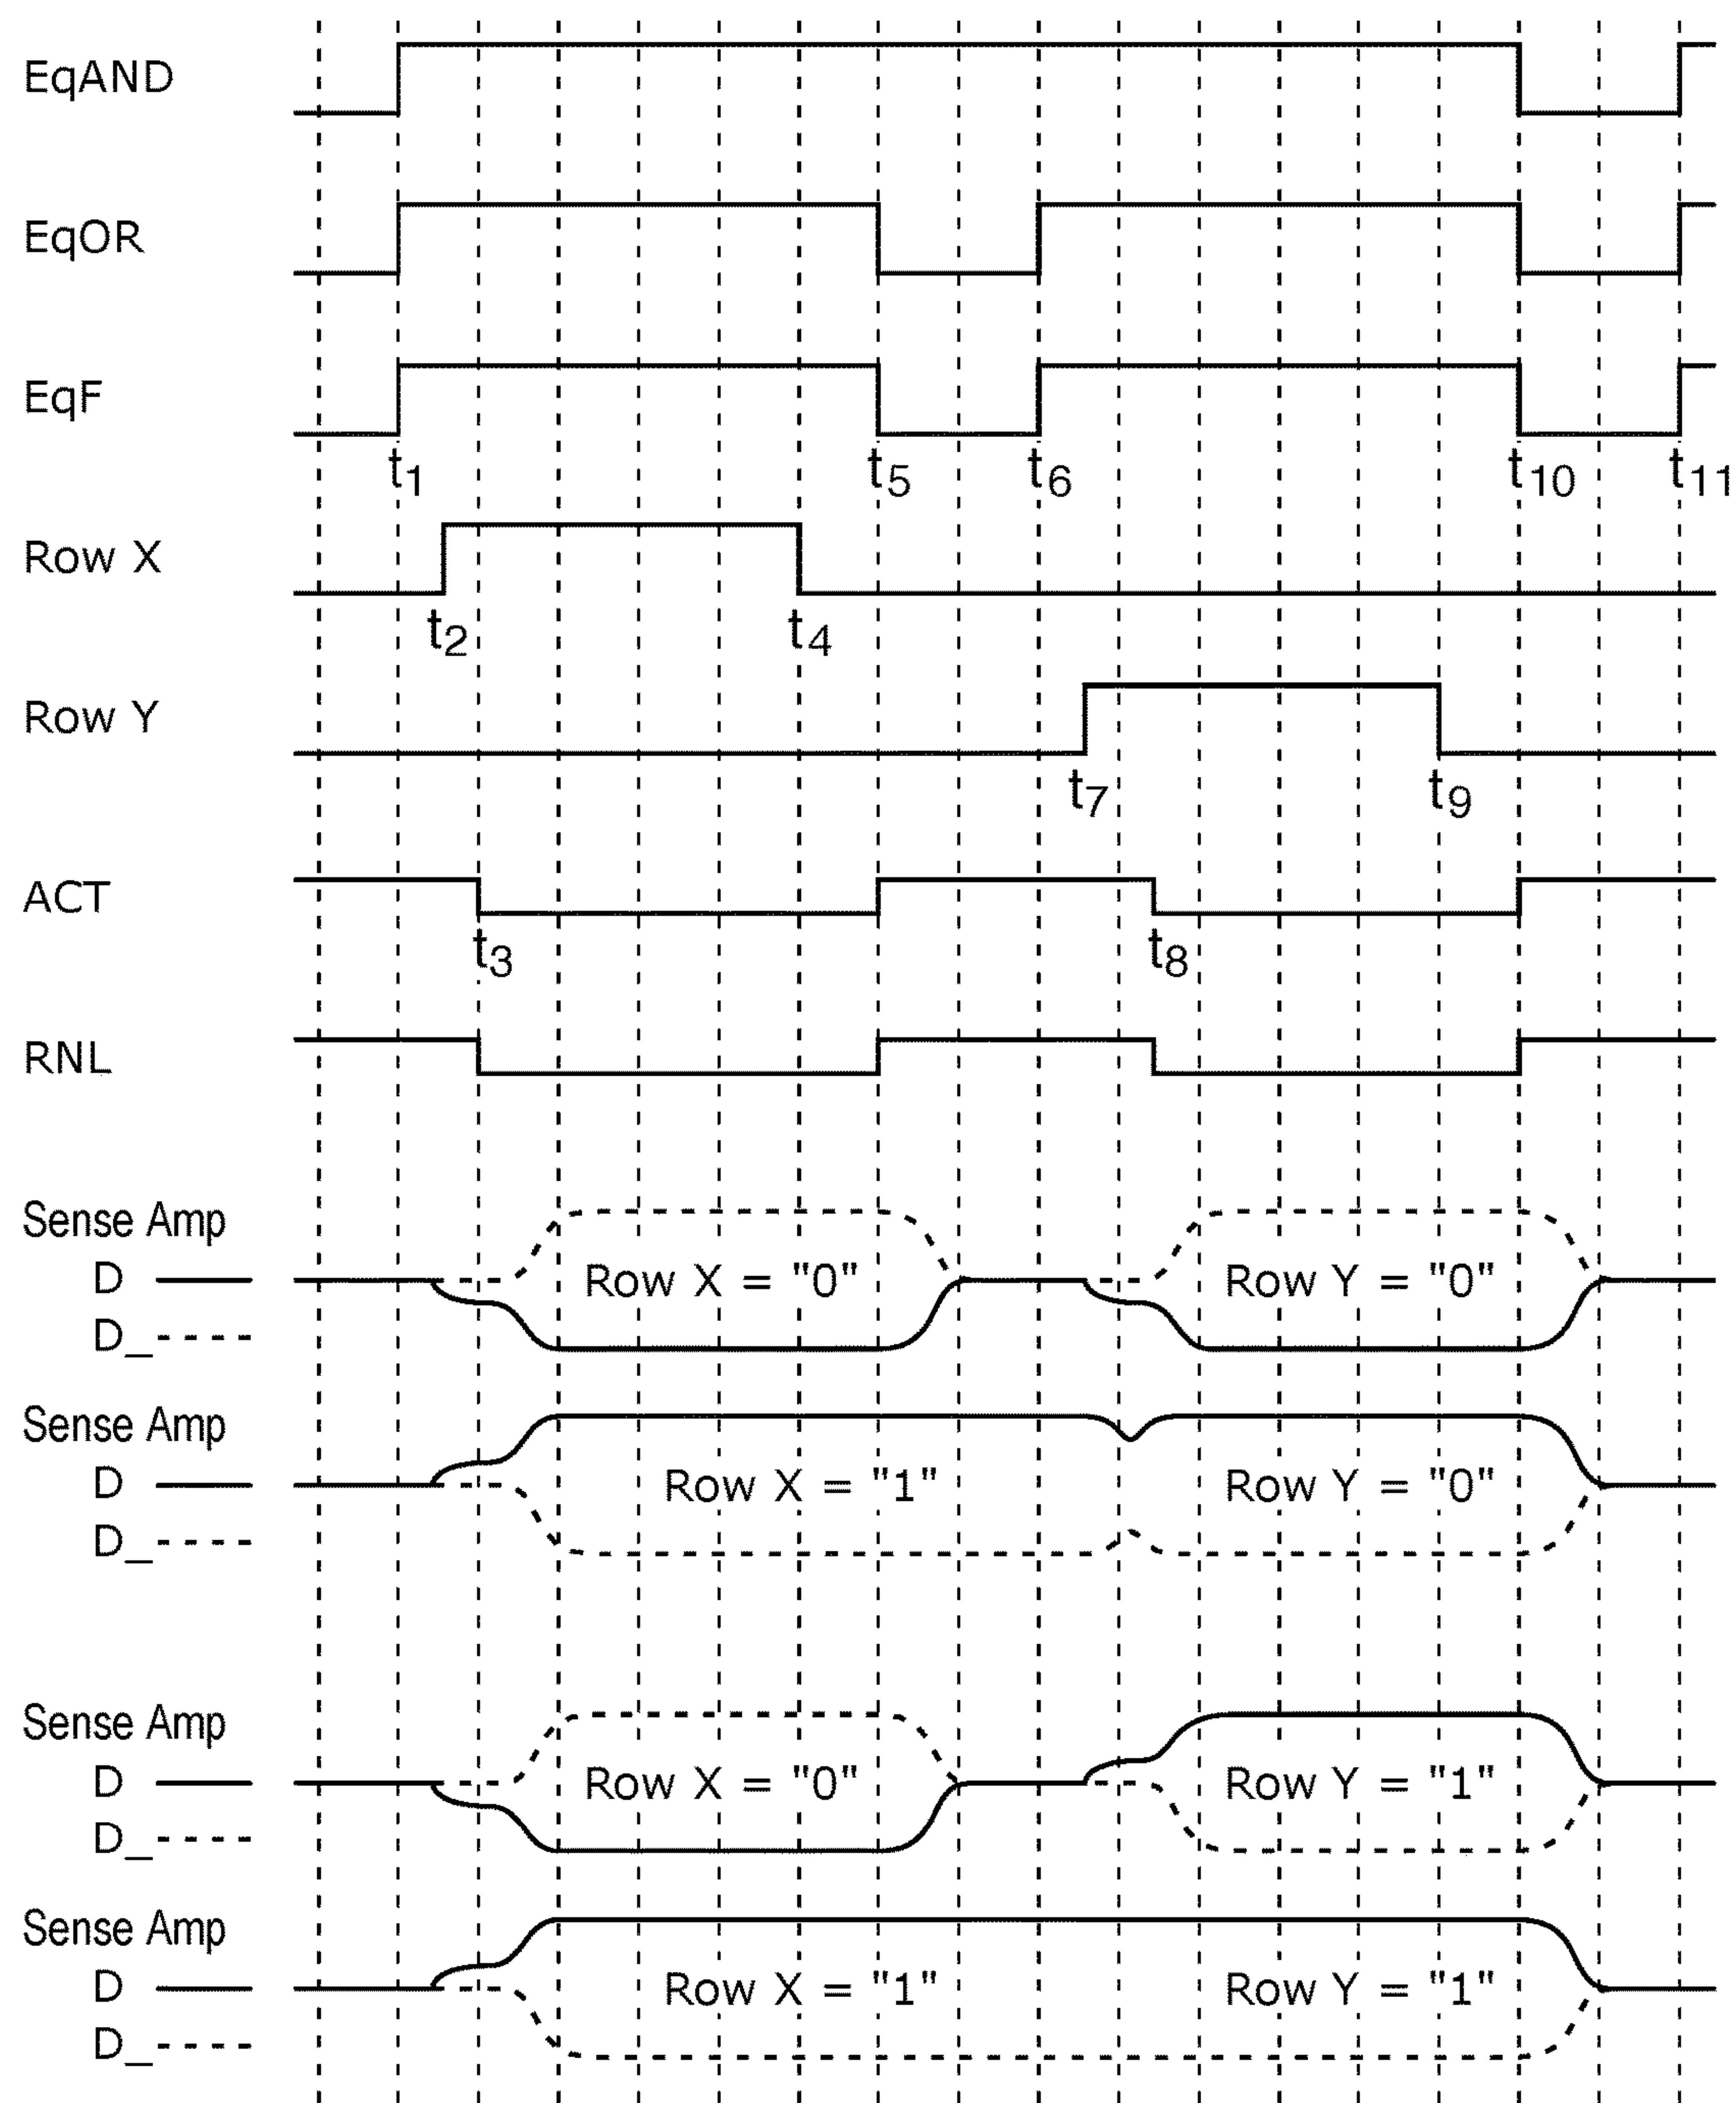 EqAND
EqOR
EqF
t1 t5 t6 t10 t11
Row X
t2 t4
Row Y
t7 t9
ACT
t3 t8
RNL
Sense Amp
D Row X = "0" Row Y = "0"
D_
Sense Amp
D Row X = "1" Row Y = "0"
D_
Sense Amp
D Row X = "0" Row Y = "1"
D_
Sense Amp
D Row X = "1" Row Y = "1"
D_